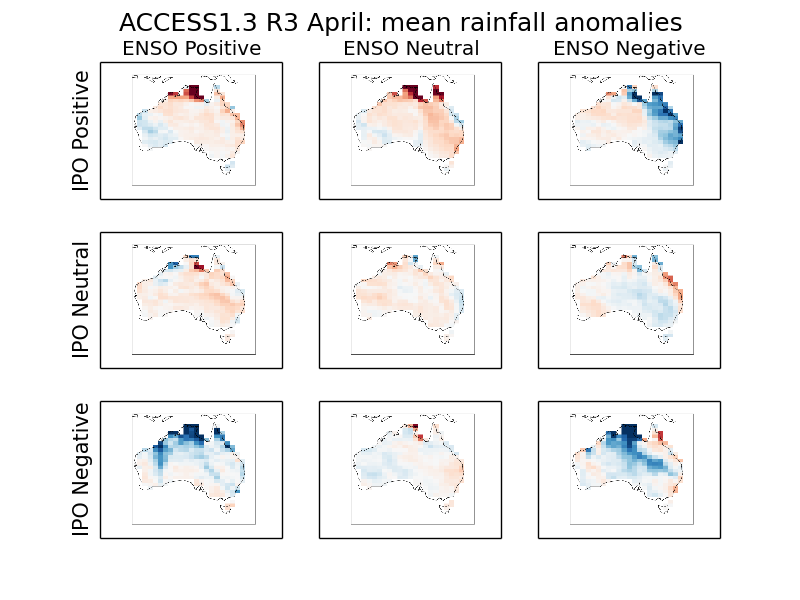 ACCESS1.3 R3 April: mean rainfall anomalies
ENSO Positive
ENSO Neutral
ENSO Negative
IPO Positive
IPO Neutral
IPO Negative